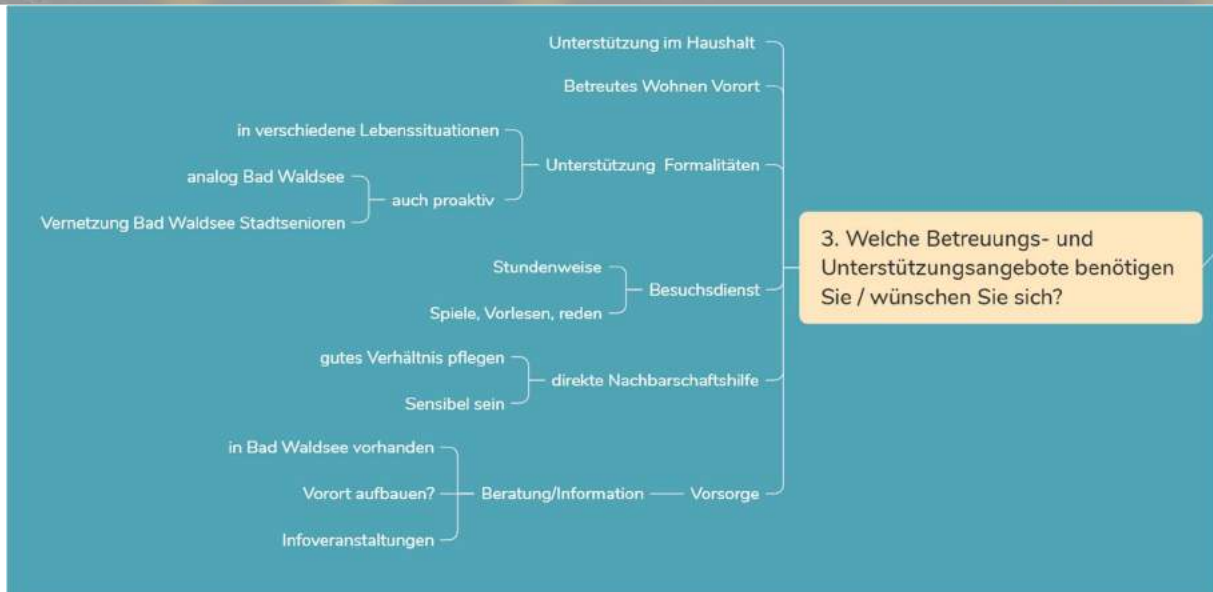 Unterstützung im Haushalt
Betreutes Wohnen Vorort
in verschiedene Lebenssituationen
Unterstützung Formalitäten
analog Bad Waldsee
auch proaktiv
Vernetzung Bad Waldsee Stadtsenioren
3. Welche Betreuungs- und
Unterstützungsangebote benötigen
Sie / wünschen Sie sich?
Stundenweise
Besuchsdienst
Spiele, Vorlesen, reden
gutes Verhältnis pflegen
direkte Nachbarschaftshilfe
Sensibel sein
in Bad Waldsee vorhanden
Vorort aufbauen?
Beratung/Information
Vorsorge
Infoveranstaltungen